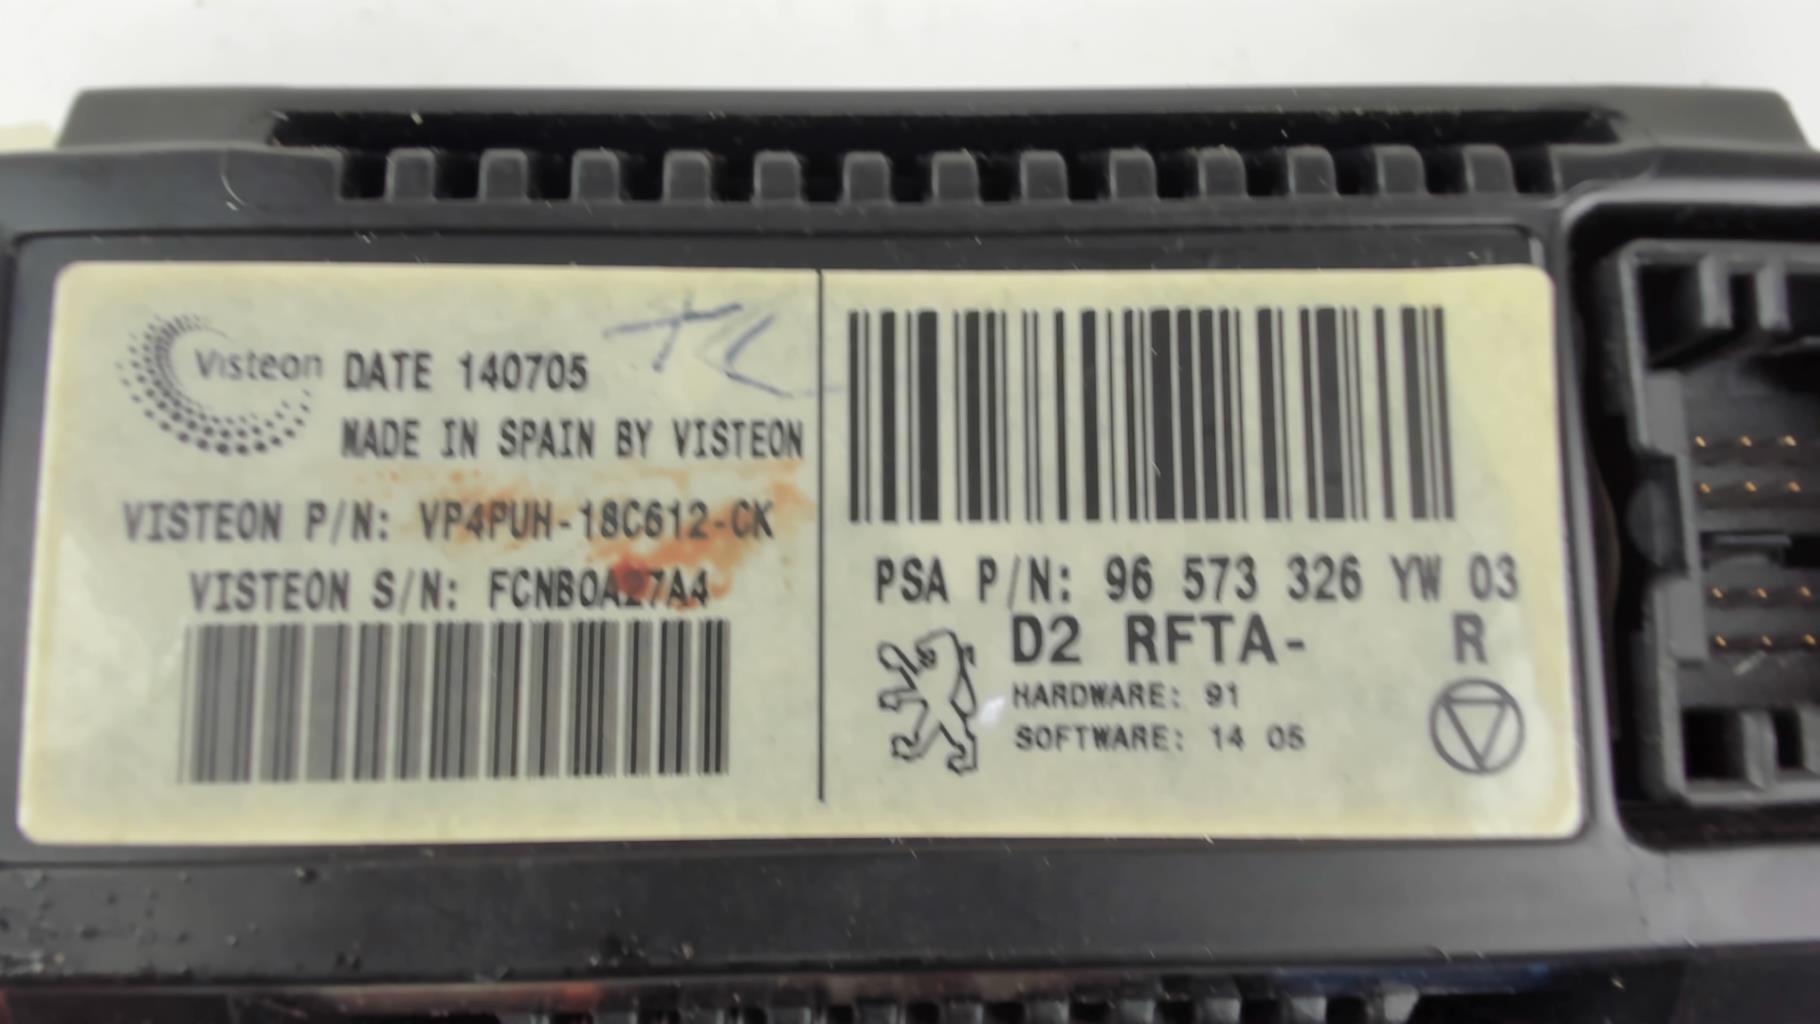 Visteon DATE 140705
MADE IN SPAIN BY VISTEON
VISTEON P/N: VP4PUH-18C612-CK
VISTEON S/N: FCNB0A27A4
PSA P/N: 96 573 326 YW 03
D2 RFTA- R
HARDWARE: 91
SOFTWARE: 14 05